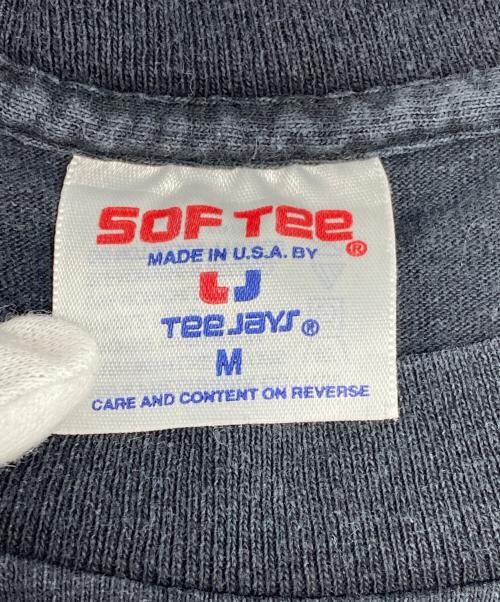 SOF TEE®
MADE IN U.S.A. BY
TEE JAYS®
M
CARE AND CONTENT ON REVERSE